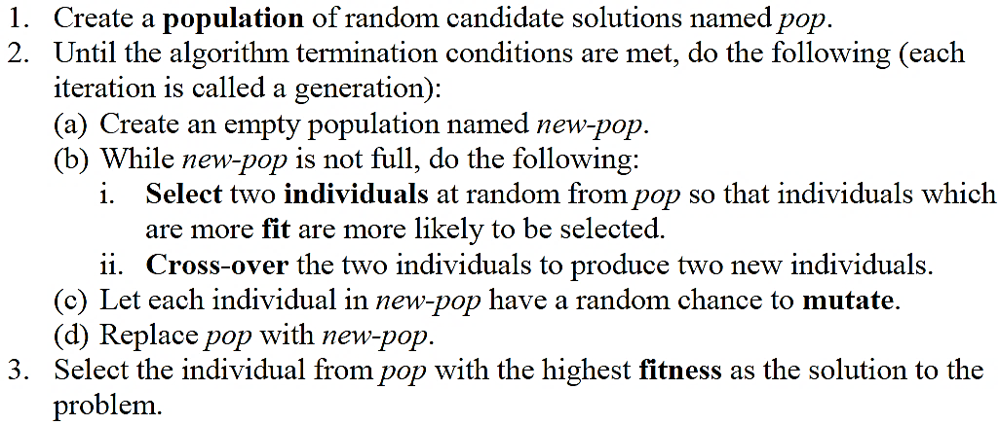 1. Create a population of random candidate solutions named pop.
2. Until the algorithm termination conditions are met, do the following (each
iteration is called a generation):
(a) Create an empty population named new-pop.
(b) While new-pop is not full, do the following:
i. Select two individuals at random from pop so that individuals which
are more fit are more likely to be selected.
ii. Cross-over the two individuals to produce two new individuals.
(c) Let each individual in new-pop have a random chance to mutate.
(d) Replace pop with new-pop.
3. Select the individual from pop with the highest fitness as the solution to the
problem.